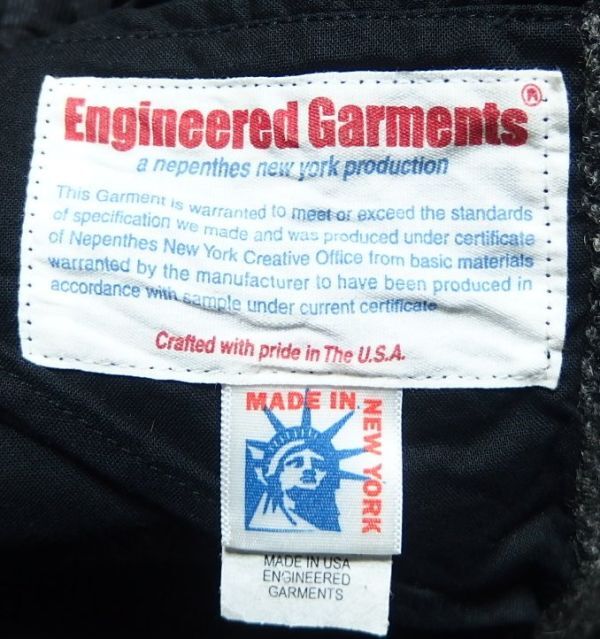 Engineered Garments®
a nepenthes new york production
This Garment is warranted to meet or exceed the standards
of specification we made and was produced under certificate
of Nepenthes New York Creative Office from basic materials
warranted by the manufacturer to have been produced in
accordance with sample under current certificate
Crafted with pride in The U.S.A.
MADE IN
NEW YORK
MADE IN USA
ENGINEERED
GARMENTS